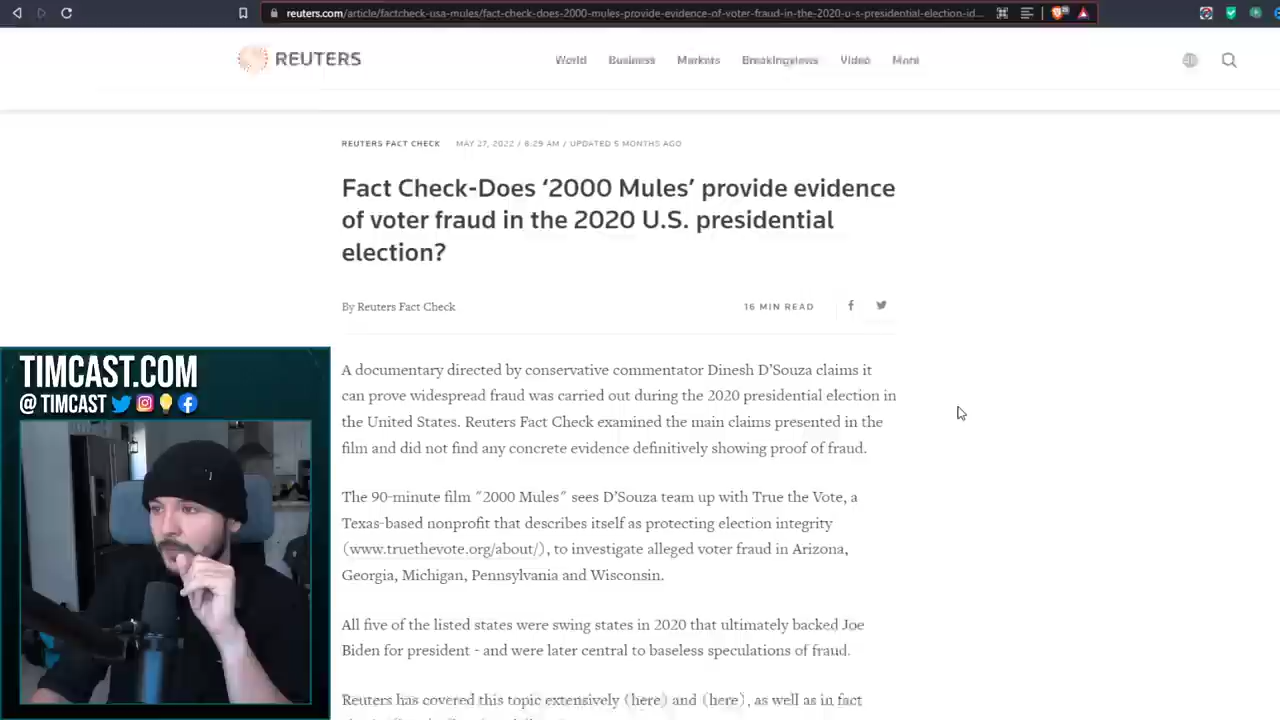 reuters.com/article/factcheck-usa-mules/fact-check-does-2000-mules-provide-evidence-of-voter-fraud-in-the-2020-u-s-presidential-election-id...
REUTERS
World Business Markets Breakingviews Video More
REUTERS FACT CHECK MAY 27, 2022 / 8:29 AM / UPDATED 5 MONTHS AGO
Fact Check-Does ‘2000 Mules’ provide evidence
of voter fraud in the 2020 U.S. presidential
election?
By Reuters Fact Check
16 MIN READ
A documentary directed by conservative commentator Dinesh D’Souza claims it
can prove widespread fraud was carried out during the 2020 presidential election in
the United States. Reuters Fact Check examined the main claims presented in the
film and did not find any concrete evidence definitively showing proof of fraud.
The 90-minute film "2000 Mules" sees D’Souza team up with True the Vote, a
Texas-based nonprofit that describes itself as protecting election integrity
(www.truethevote.org/about/), to investigate alleged voter fraud in Arizona,
Georgia, Michigan, Pennsylvania and Wisconsin.
All five of the listed states were swing states in 2020 that ultimately backed Joe
Biden for president - and were later central to baseless speculations of fraud.
Reuters has covered this topic extensively (here) and (here), as well as in fact
TIMCAST.COM
@ TIMCAST